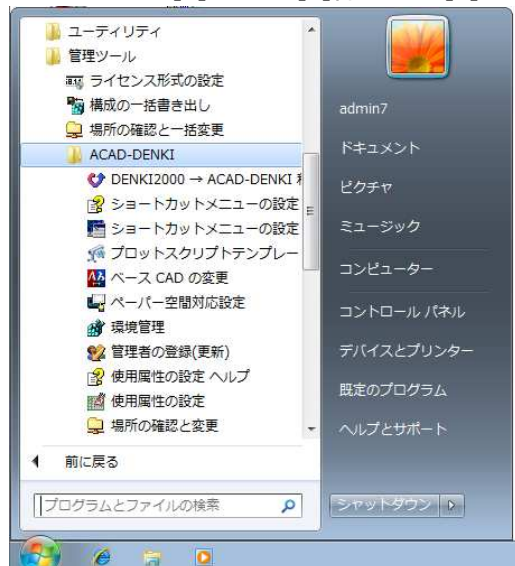 ユーティリティ
管理ツール
ライセンス形式の設定
構成の一括書き出し
場所の確認と一括変更
ACAD-DENKI
DENKI2000 → ACAD-DENKI
ショートカットメニューの設定
ショートカットメニューの設定
プロットスクリプトテンプレー
ベース CAD の変更
ペーパー空間対応設定
環境管理
管理者の登録(更新)
使用属性の設定 ヘルプ
使用属性の設定
場所の確認と変更
前に戻る
プログラムとファイルの検索
admin7
ドキュメント
ピクチャ
ミュージック
コンピューター
コントロール パネル
デバイスとプリンター
既定のプログラム
ヘルプとサポート
シャットダウン